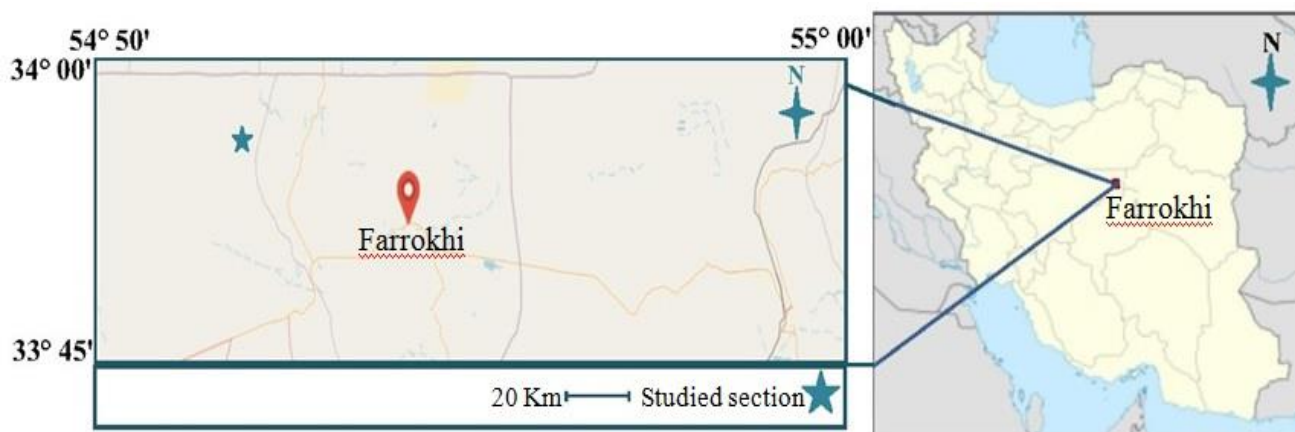 54° 50'
55° 00'
34° 00'
N
N
Farrokhi
Farrokhi
33° 45'
20 Km
Studied section